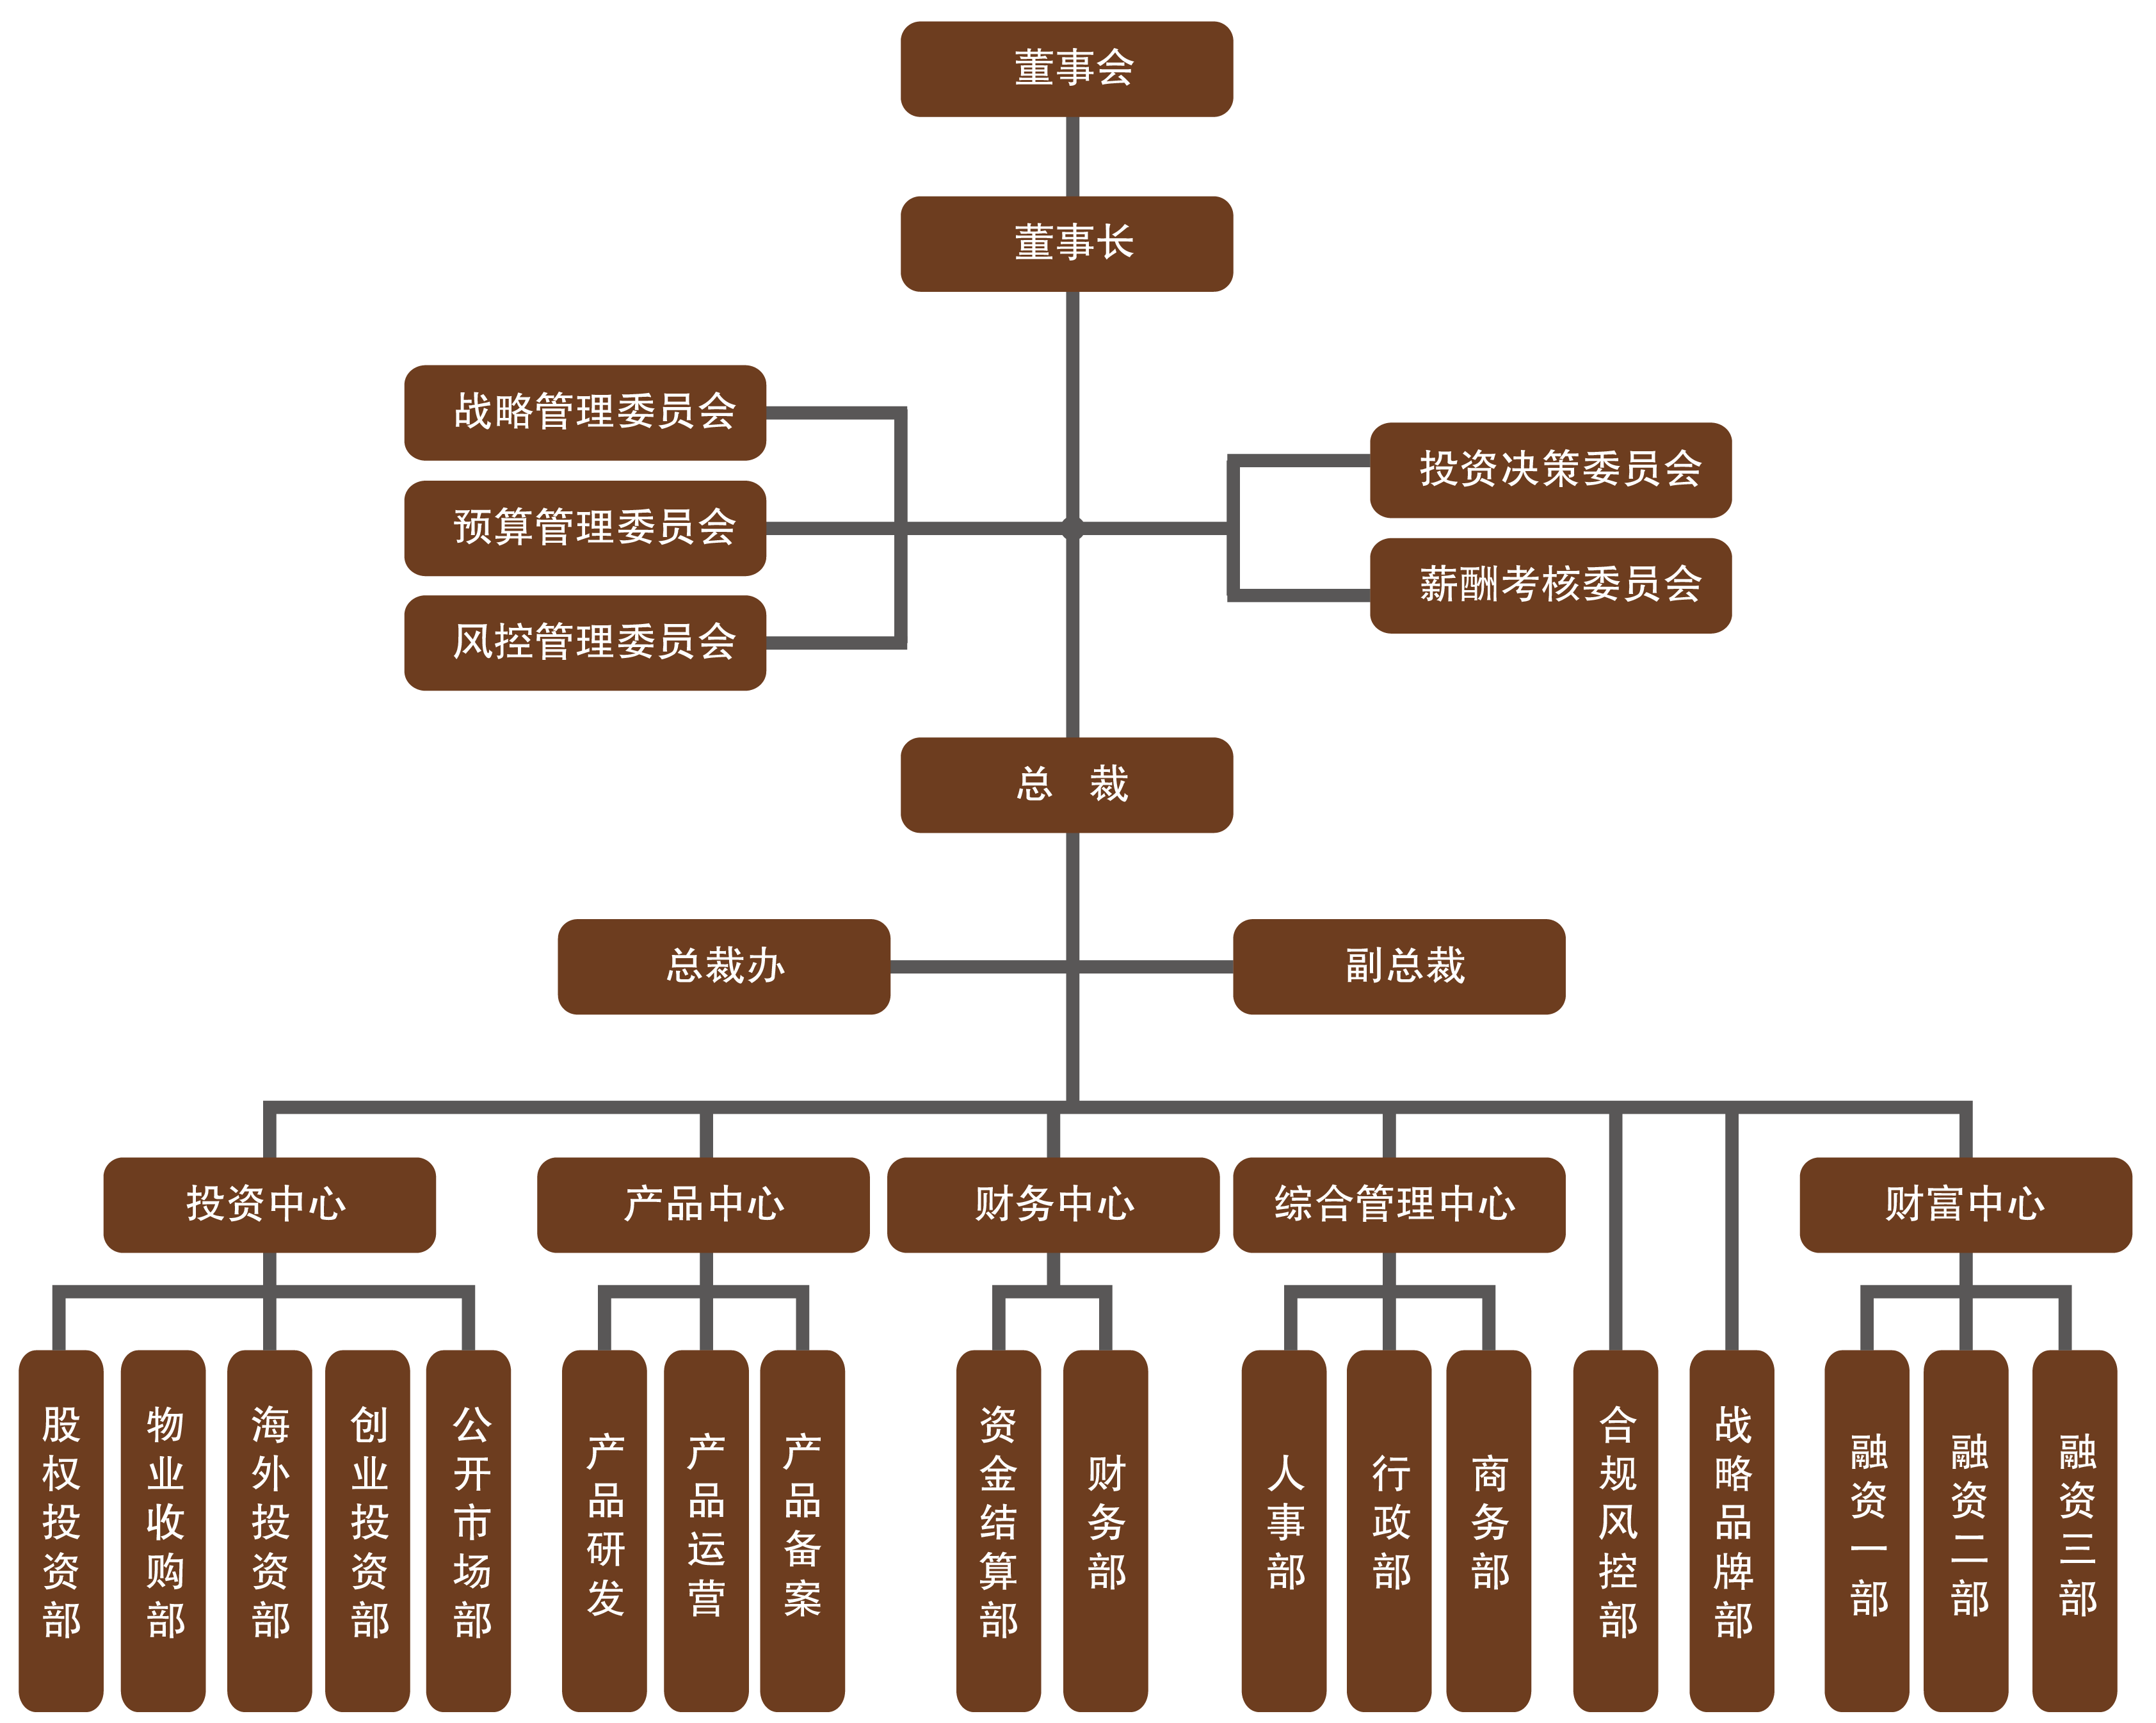 董事会
董事长
战略管理委员会
预算管理委员会
风控管理委员会
投资决策委员会
薪酬考核委员会
总 裁
总裁办
副总裁
投资中心
产品中心
财务中心
综合管理中心
财富中心
股权投资部
物业收购部
海外投资部
创业投资部
公开市场部
产品研发
产品运营
产品备案
资金结算部
财务部
人事部
行政部
商务部
合规风控部
战略品牌部
融资一部
融资二部
融资三部